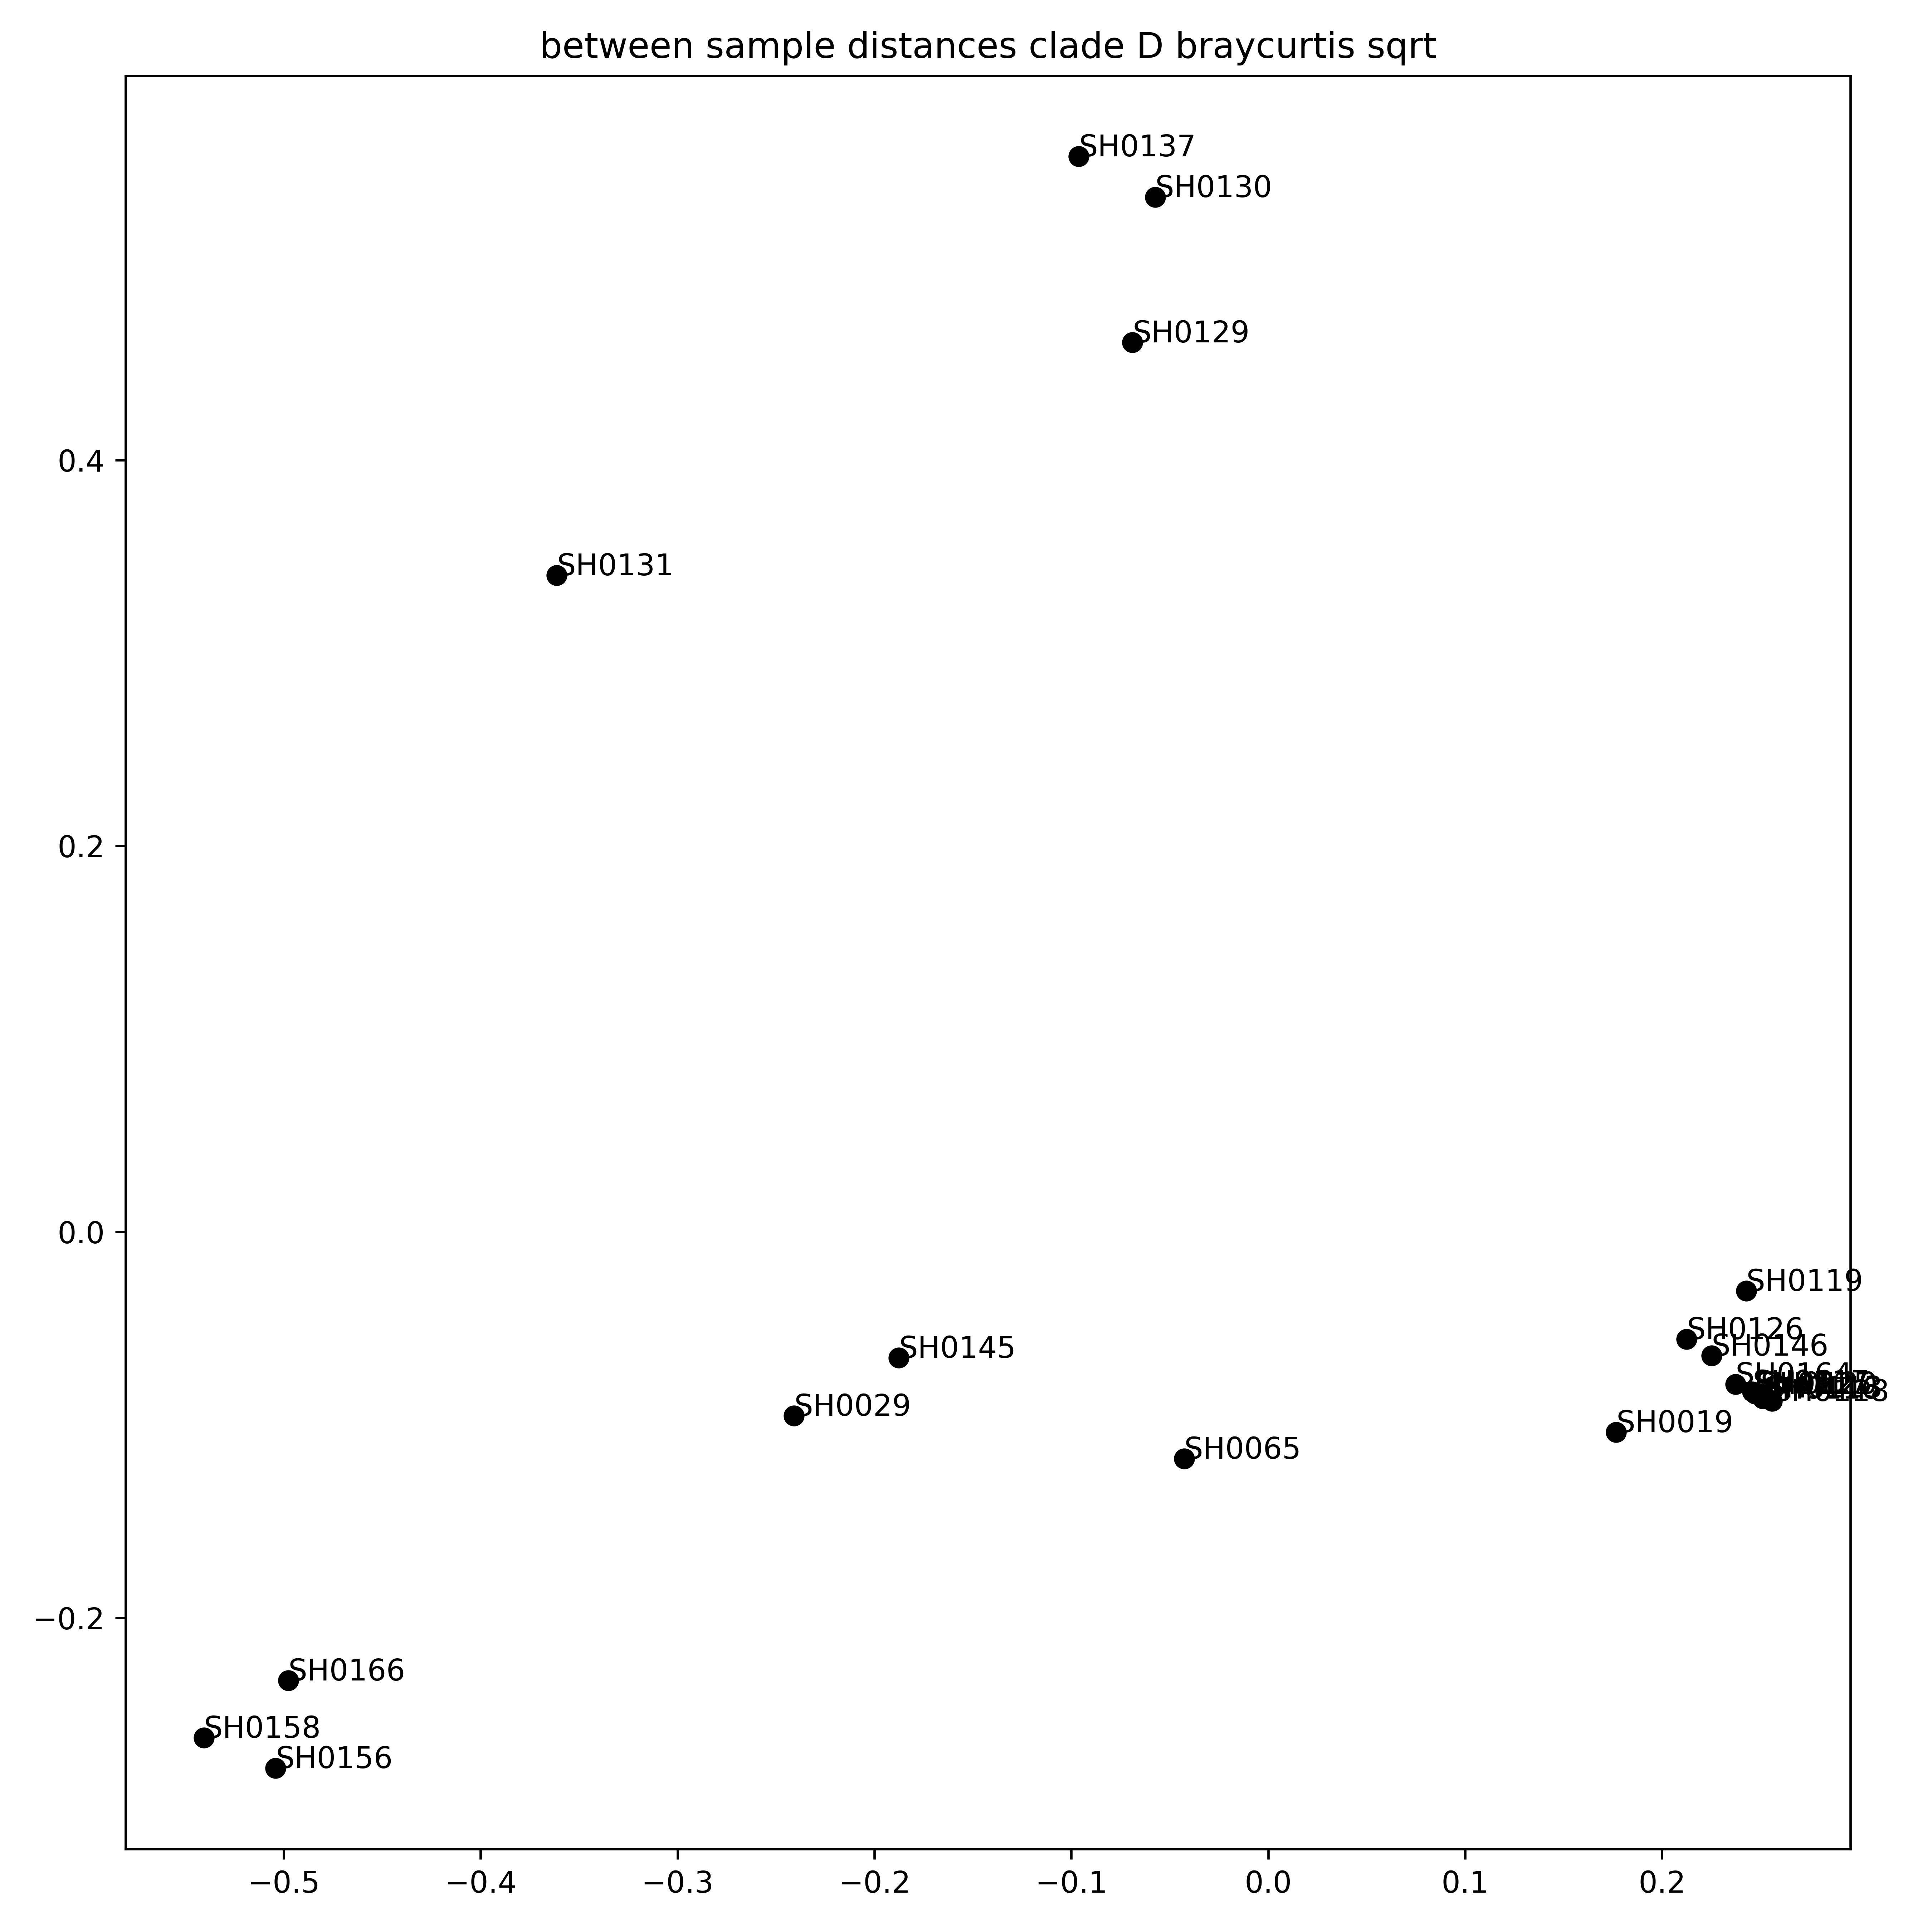 between sample distances clade D braycurtis sqrt
SH0137
SH0130
SH0129
0.4
SH0131
0.2
0.0
SH0119
SH0126
SH0146
SH0164
SH0145
SH0029
SH0019
SH0065
−0.2
SH0166
SH0158
SH0156
−0.5 −0.4 −0.3 −0.2 −0.1 0.0 0.1 0.2